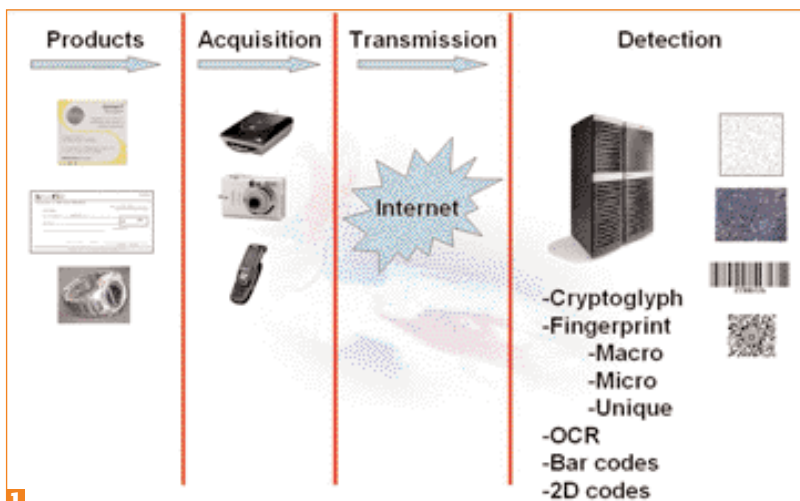 Products
Acquisition
Transmission
Detection
Internet
-Cryptoglyph
-Fingerprint
-Macro
-Micro
-Unique
-OCR
-Bar codes
-2D codes
1